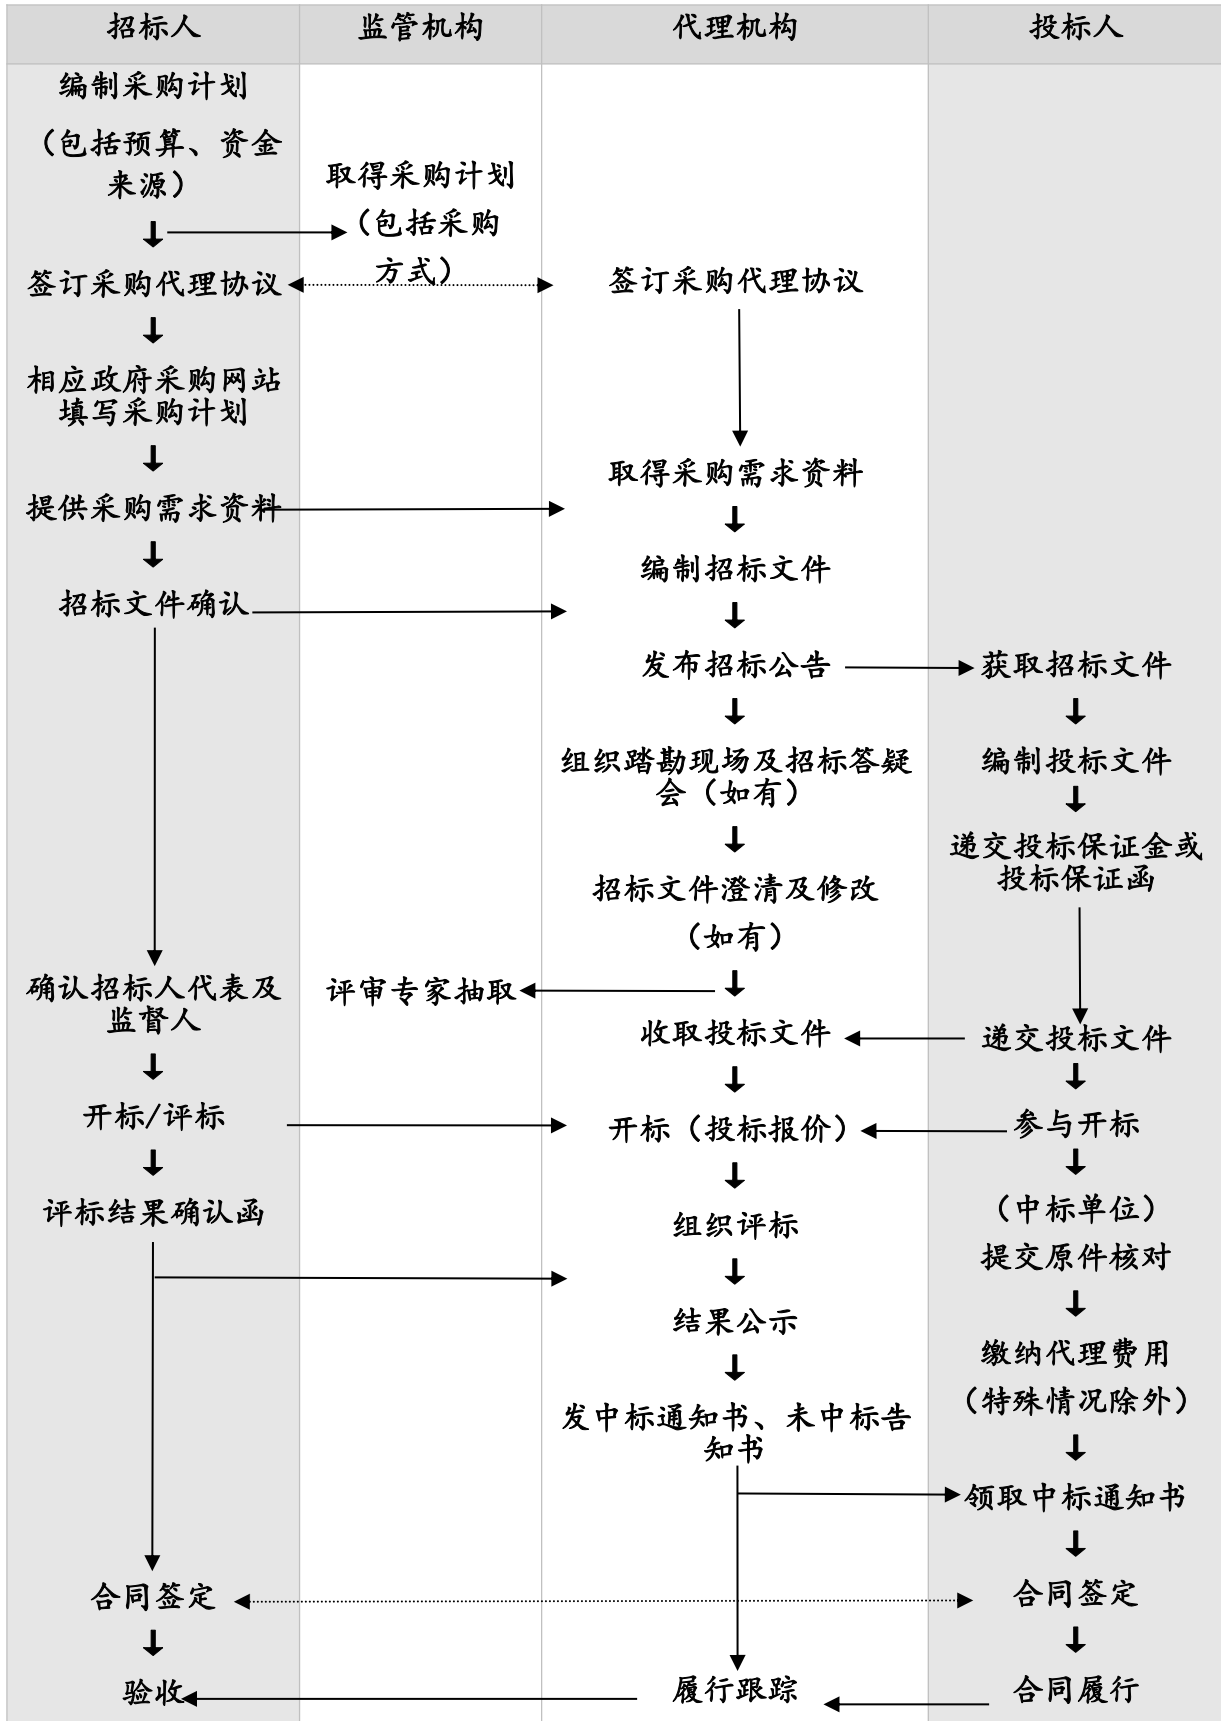 招标人
监管机构
代理机构
投标人
编制采购计划
（包括预算、资金
来源）
签订采购代理协议
相应政府采购网站
填写采购计划
提供采购需求资料
招标文件确认
确认招标人代表及
监督人
开标/评标
评标结果确认函
合同签定
验收
取得采购计划
（包括采购
方式）
评审专家抽取
签订采购代理协议
取得采购需求资料
编制招标文件
发布招标公告
组织踏勘现场及招标答疑
会（如有）
招标文件澄清及修改
（如有）
收取投标文件
开标（投标报价）
组织评标
结果公示
发中标通知书、未中标告
知书
履行跟踪
获取招标文件
编制投标文件
递交投标保证金或
投标保证函
递交投标文件
参与开标
（中标单位）
提交原件核对
缴纳代理费用
（特殊情况除外）
领取中标通知书
合同签定
合同履行